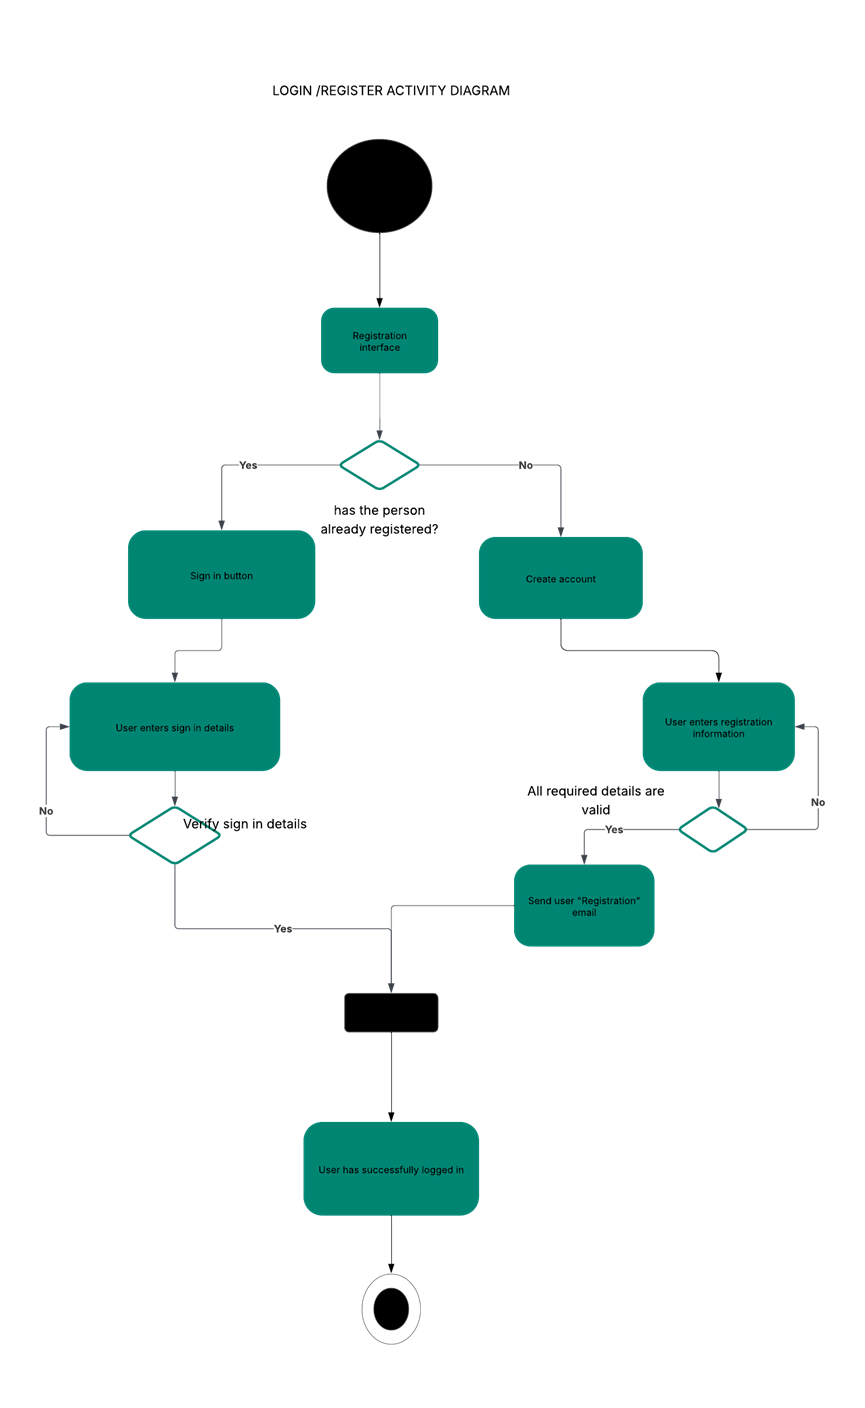 LOGIN /REGISTER ACTIVITY DIAGRAM
Registration
interface
Yes
No
has the person
already registered?
Sign in button
Create account
User enters sign in details
User enters registration
information
No
Verify sign in details
All required details are
valid
Yes
No
Send user "Registration"
email
Yes
User has successfully logged in